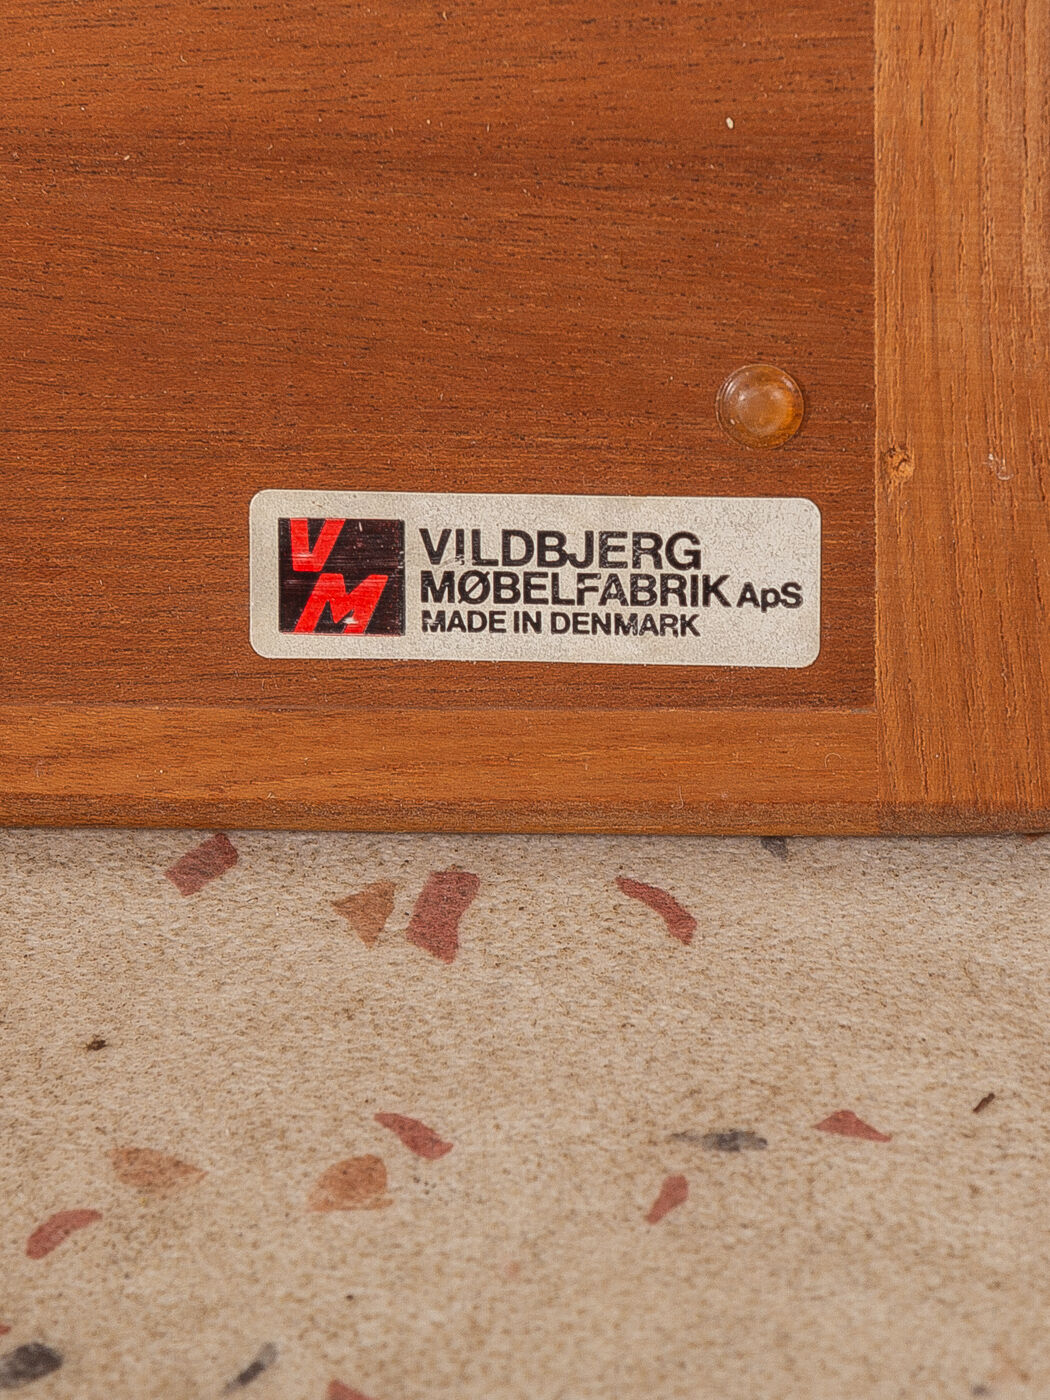 VM
VILDBJERG
MØBELFABRIK ApS
MADE IN DENMARK